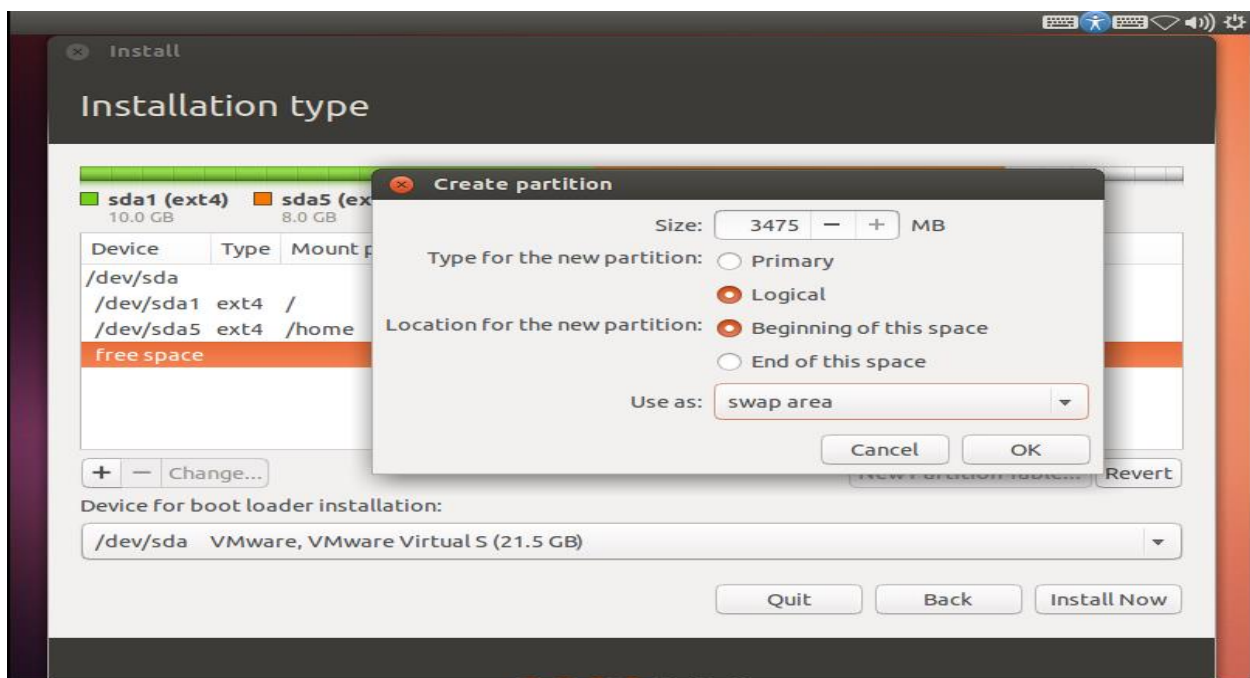 Install
Installation type
sda1 (ext4) sda5 (ex
10.0 GB 8.0 GB
Device Type Mount p
/dev/sda
/dev/sda1 ext4 /
/dev/sda5 ext4 /home
free space
Create partition
Size: 3475 − + MB
Type for the new partition: Primary
Logical
Location for the new partition: Beginning of this space
End of this space
Use as: swap area
Cancel OK
+ − Change... New Partition Table... Revert
Device for boot loader installation:
/dev/sda VMware, VMware Virtual S (21.5 GB)
Quit Back Install Now